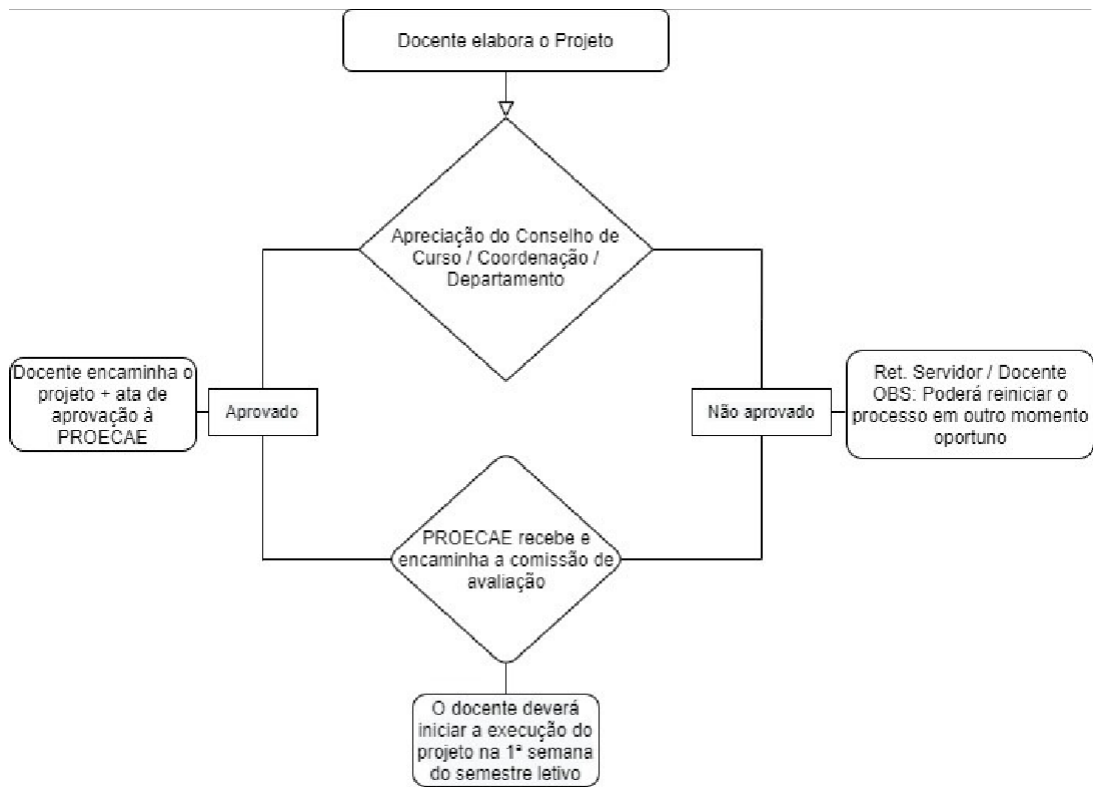 Docente elabora o Projeto
Apreciação do Conselho de
Curso / Coordenação /
Departamento
Docente encaminha o
projeto + ata de
aprovação à
PROECAE
Aprovado
Não aprovado
Ret. Servidor / Docente
OBS: Poderá reiniciar o
processo em outro momento
oportuno
PROECAE recebe e
encaminha a comissão de
avaliação
O docente deverá
iniciar a execução do
projeto na 1ª semana
do semestre letivo